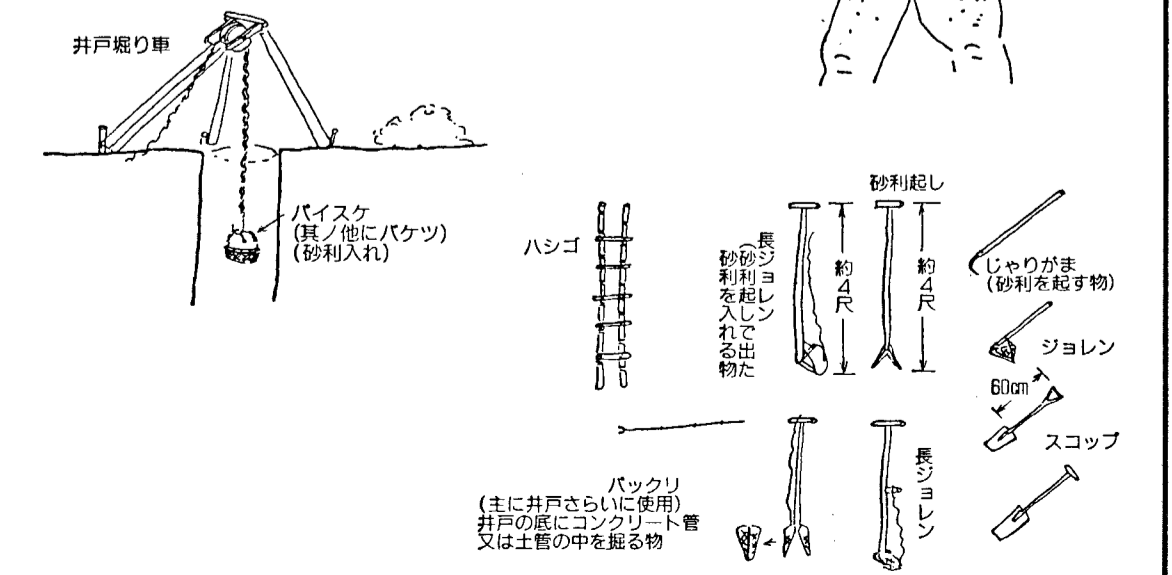 井戸堀り車
パイスケ
(其ノ他にバケツ)
(砂利入れ)
ハシゴ
長ジョレン
(砂利起しで出た
砂利を入れる物
約4尺
砂利起し
約4尺
じゃりがま
(砂利を起す物)
ジョレン
60cm
スコップ
パックリ
(主に井戸さらいに使用)
井戸の底にコンクリート管
又は土管の中を掘る物
長ジョレン